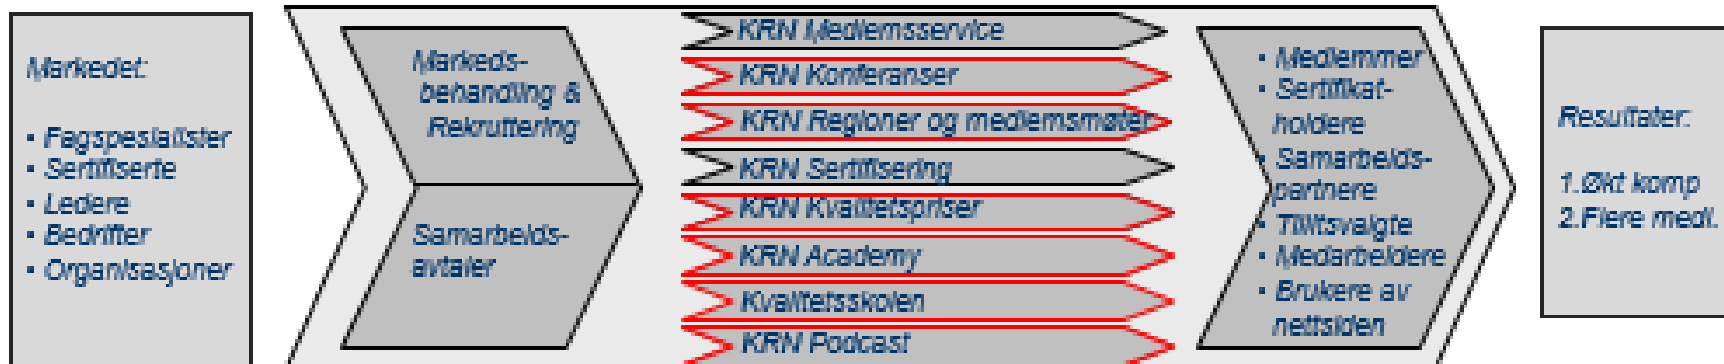 Markedet:
• Fagspesialister
• Sertifiserte
• Ledere
• Bedrifter
• Organisasjoner
Markeds-
behandling &
Rekruttering
Samarbeids-
avtaler
KRN Medlemsservice
KRN Konferanser
KRN Regioner og medlemsmøter
KRN Sertifisering
KRN Kvalitetspriser
KRN Academy
Kvalitetsskolen
KRN Podcast
• Medlemmer
• Sertifikat-
holdere
• Samarbeids-
partnere
• Tillitsvalgte
• Medarbeidere
• Brukere av
nettsiden
Resultater:
1.Økt komp
2.Flere medl.